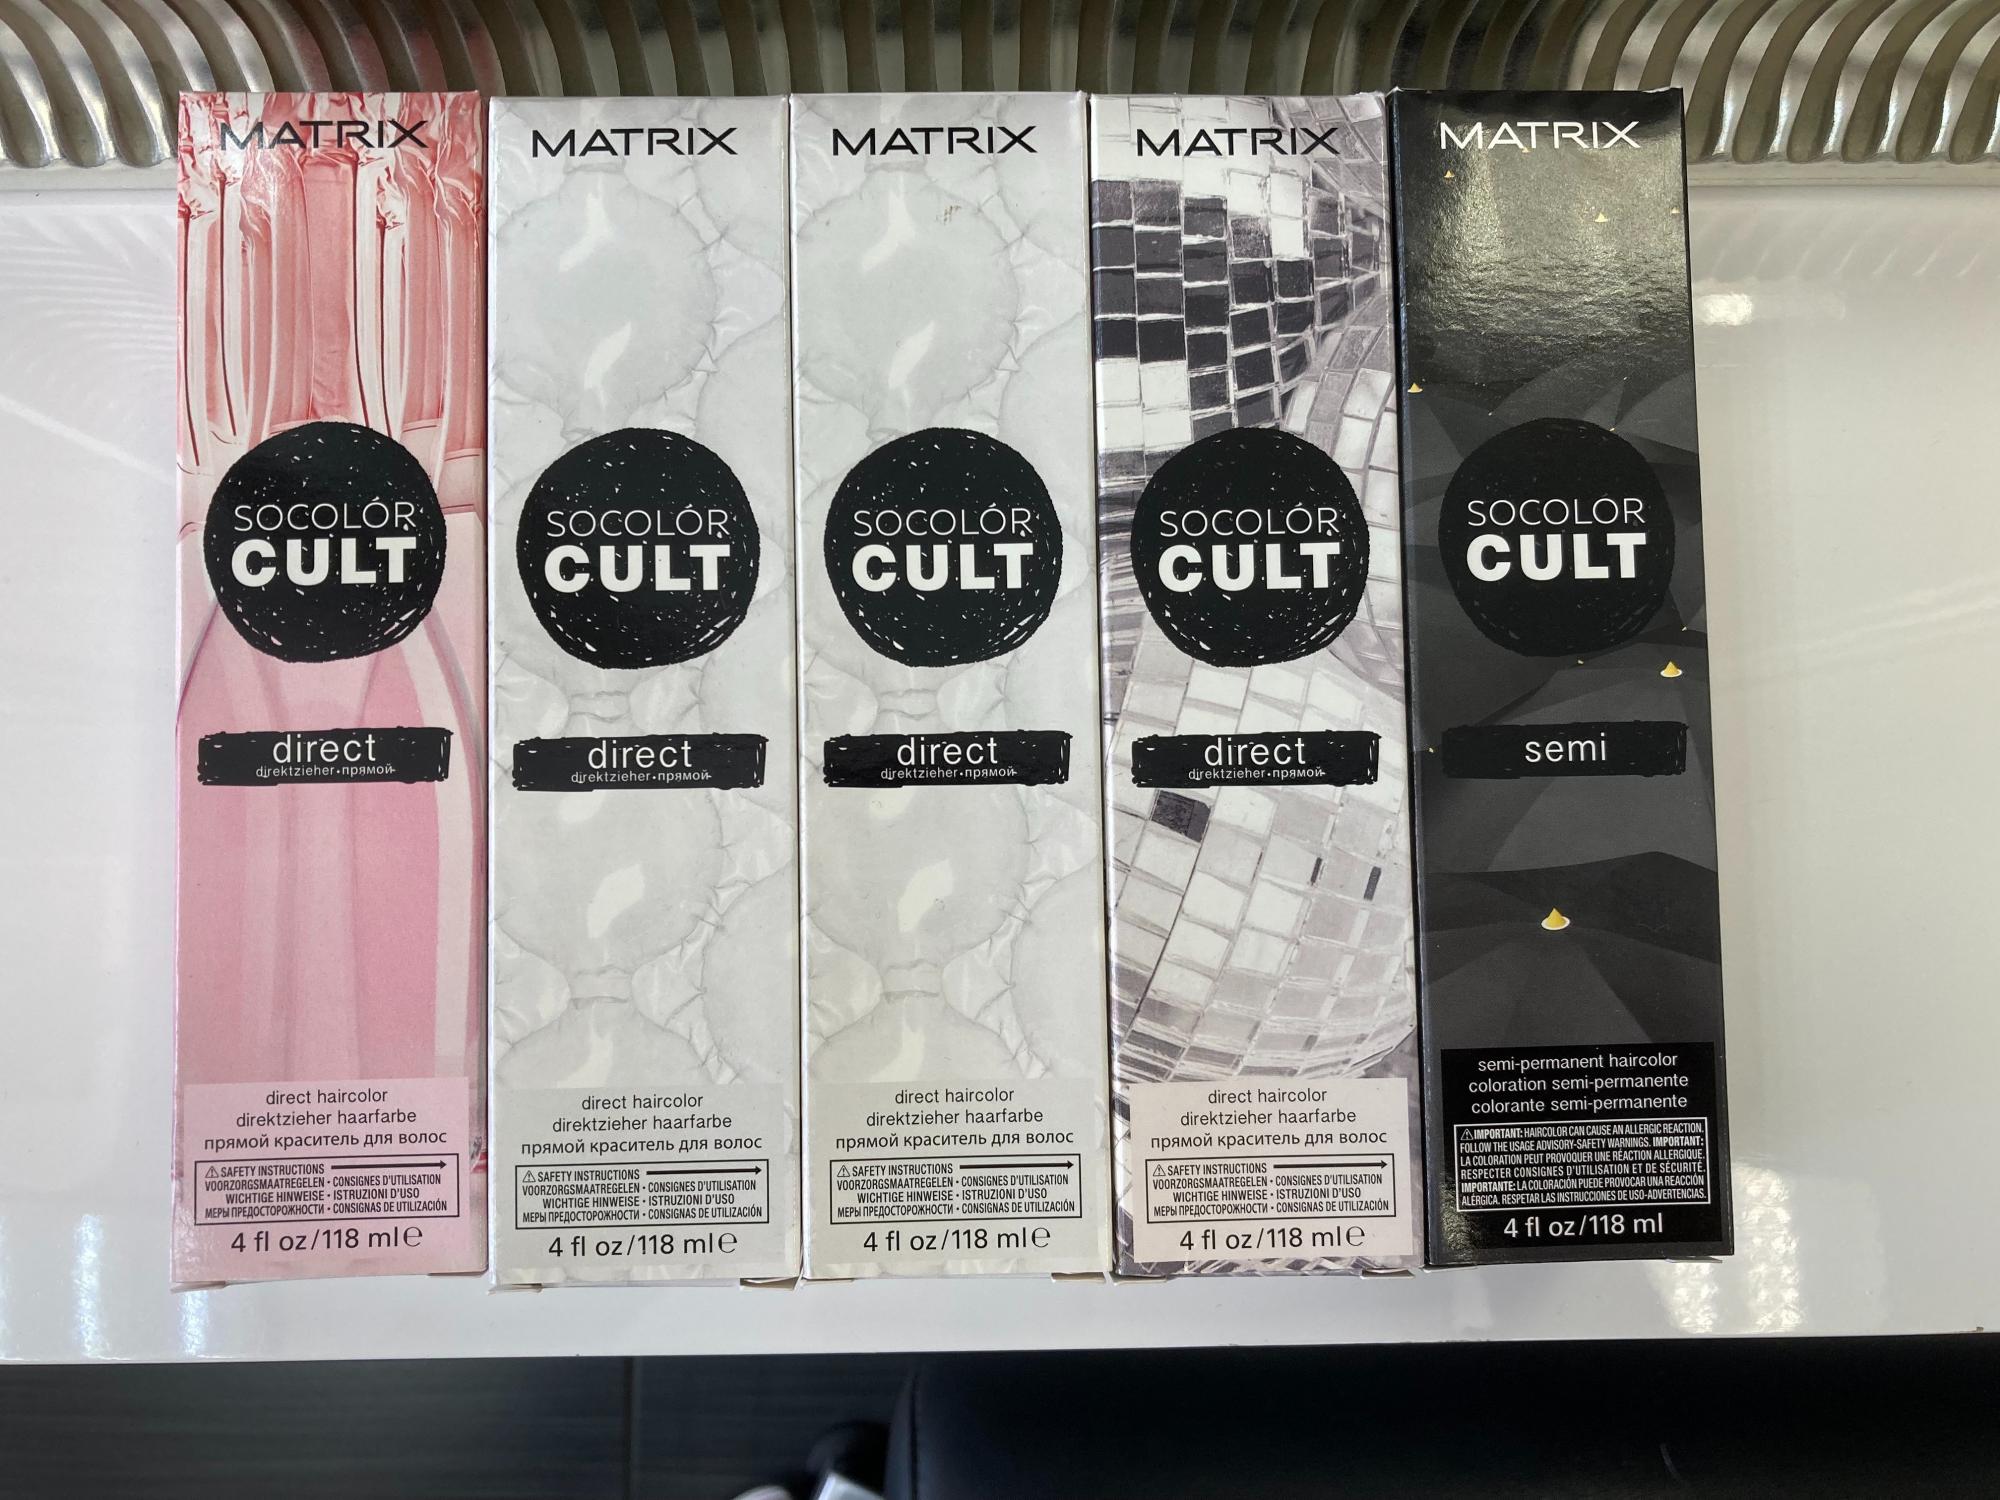 MATRIX
SOCOLOR
CULT
direct
direktzieher•прямой
direct haircolor
direktzieher haarfarbe
прямой краситель для волос
⚠ SAFETY INSTRUCTIONS
VOORZORGSMAATREGELEN • CONSIGNES D'UTILISATION
WICHTIGE HINWEISE • ISTRUZIONI D'USO
МЕРЫ ПРЕДОСТОРОЖНОСТИ • CONSIGNAS DE UTILIZACIÓN
4 fl oz/118 ml e
MATRIX
SOCOLOR
CULT
direct
direktzieher•прямой
direct haircolor
direktzieher haarfarbe
прямой краситель для волос
⚠ SAFETY INSTRUCTIONS
VOORZORGSMAATREGELEN • CONSIGNES D'UTILISATION
WICHTIGE HINWEISE • ISTRUZIONI D'USO
МЕРЫ ПРЕДОСТОРОЖНОСТИ • CONSIGNAS DE UTILIZACIÓN
4 fl oz/118 ml e
MATRIX
SOCOLOR
CULT
direct
direktzieher•прямой
direct haircolor
direktzieher haarfarbe
прямой краситель для волос
⚠ SAFETY INSTRUCTIONS
VOORZORGSMAATREGELEN • CONSIGNES D'UTILISATION
WICHTIGE HINWEISE • ISTRUZIONI D'USO
МЕРЫ ПРЕДОСТОРОЖНОСТИ • CONSIGNAS DE UTILIZACIÓN
4 fl oz/118 ml e
MATRIX
SOCOLOR
CULT
direct
direktzieher•прямой
direct haircolor
direktzieher haarfarbe
прямой краситель для волос
⚠ SAFETY INSTRUCTIONS
VOORZORGSMAATREGELEN • CONSIGNES D'UTILISATION
WICHTIGE HINWEISE • ISTRUZIONI D'USO
МЕРЫ ПРЕДОСТОРОЖНОСТИ • CONSIGNAS DE UTILIZACIÓN
4 fl oz/118 ml e
MATRIX
SOCOLOR
CULT
semi
semi-permanent haircolor
coloration semi-permanente
colorante semi-permanente
⚠ IMPORTANT: HAIRCOLOR CAN CAUSE AN ALLERGIC REACTION.
FOLLOW THE USAGE ADVISORY-SAFETY WARNINGS. IMPORTANT:
LA COLORATION PEUT PROVOQUER UNE RÉACTION ALLERGIQUE.
RESPECTER CONSIGNES D'UTILISATION ET DE SÉCURITÉ.
IMPORTANTE: LA COLORACIÓN PUEDE PROVOCAR UNA REACCIÓN
ALÉRGICA. RESPETAR LAS INSTRUCCIONES DE USO-ADVERTENCIAS.
4 fl oz/118 ml